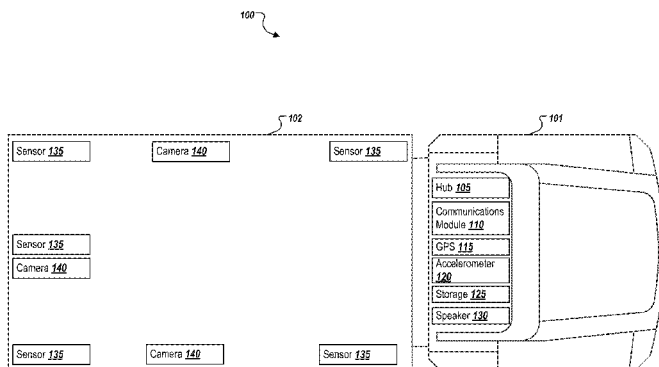 100
102
101
Sensor 135
Camera 140
Sensor 135
Hub 105
Communications
Module 110
Sensor 135
GPS 115
Camera 140
Accelerometer
120
Storage 125
Speaker 130
Sensor 135
Camera 140
Sensor 135